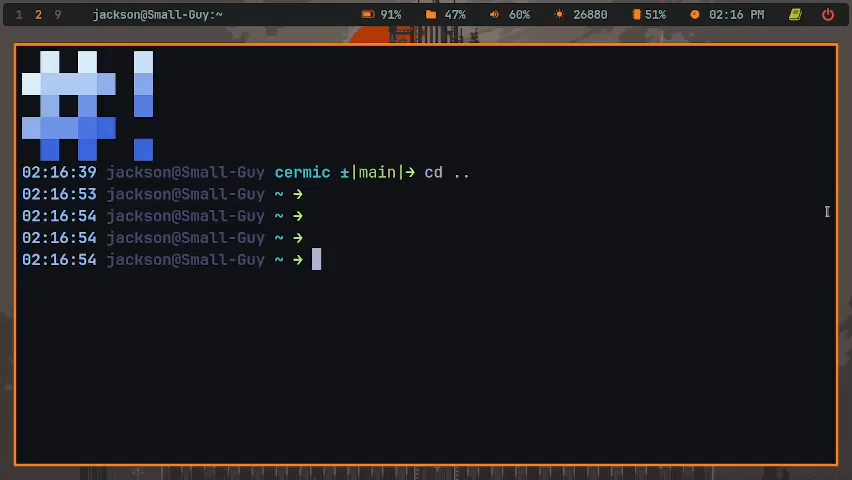 1 2 9 jackson@Small-Guy:~ 91% 47% 60% 26880 51% 02:16 PM
#!
02:16:39 jackson@Small-Guy cermic ±|main|→ cd ..
02:16:53 jackson@Small-Guy ~ →
02:16:54 jackson@Small-Guy ~ →
02:16:54 jackson@Small-Guy ~ →
02:16:54 jackson@Small-Guy ~ →